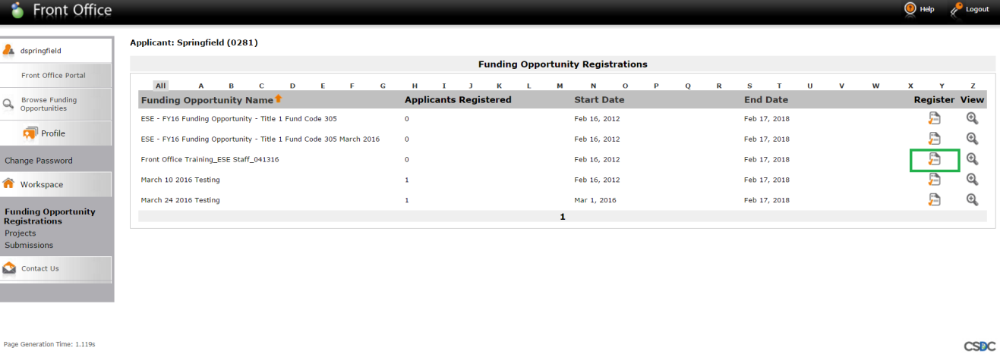 Front Office
Help Logout
dspringfield
Front Office Portal
Browse Funding
Opportunities
Profile
Change Password
Workspace
Funding Opportunity
Registrations
Projects
Submissions
Contact Us
Applicant: Springfield (0281)
Funding Opportunity Registrations
All A B C D E F G H I J K L M N O P Q R S T U V W X Y Z
Funding Opportunity Name Applicants Registered Start Date End Date Register View
ESE - FY16 Funding Opportunity - Title 1 Fund Code 305 0 Feb 16, 2012 Feb 17, 2018
ESE - FY16 Funding Opportunity - Title 1 Fund Code 305 March 2016 0 Feb 16, 2012 Feb 17, 2018
Front Office Training_ESE Staff_041316 0 Feb 16, 2012 Feb 17, 2018
March 10 2016 Testing 1 Feb 16, 2012 Feb 17, 2018
March 24 2016 Testing 1 Mar 1, 2016 Feb 17, 2018
1
Page Generation Time: 1.119s
CSDC